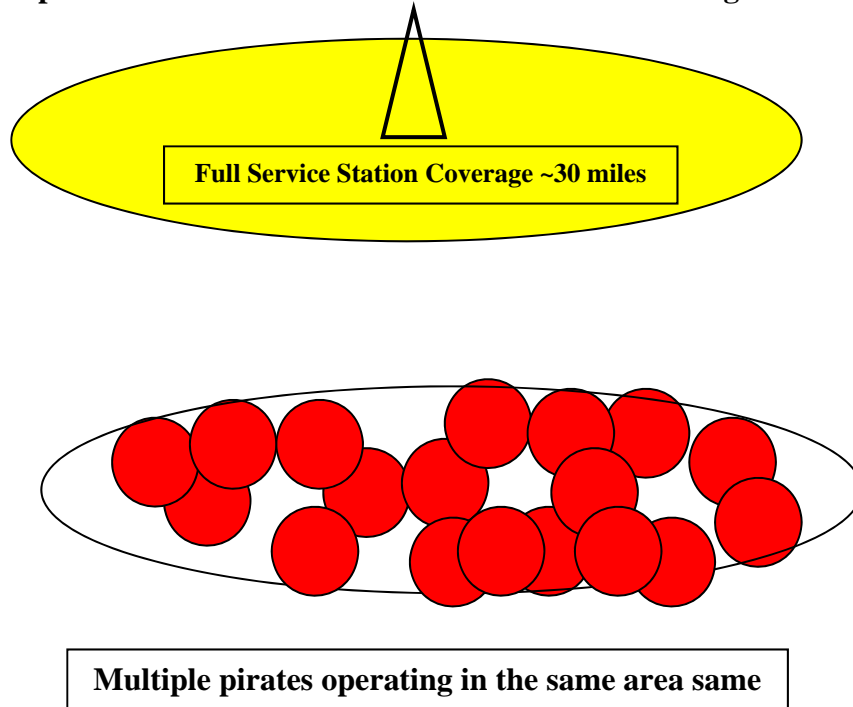 Full Service Station Coverage ~30 miles
Multiple pirates operating in the same area same